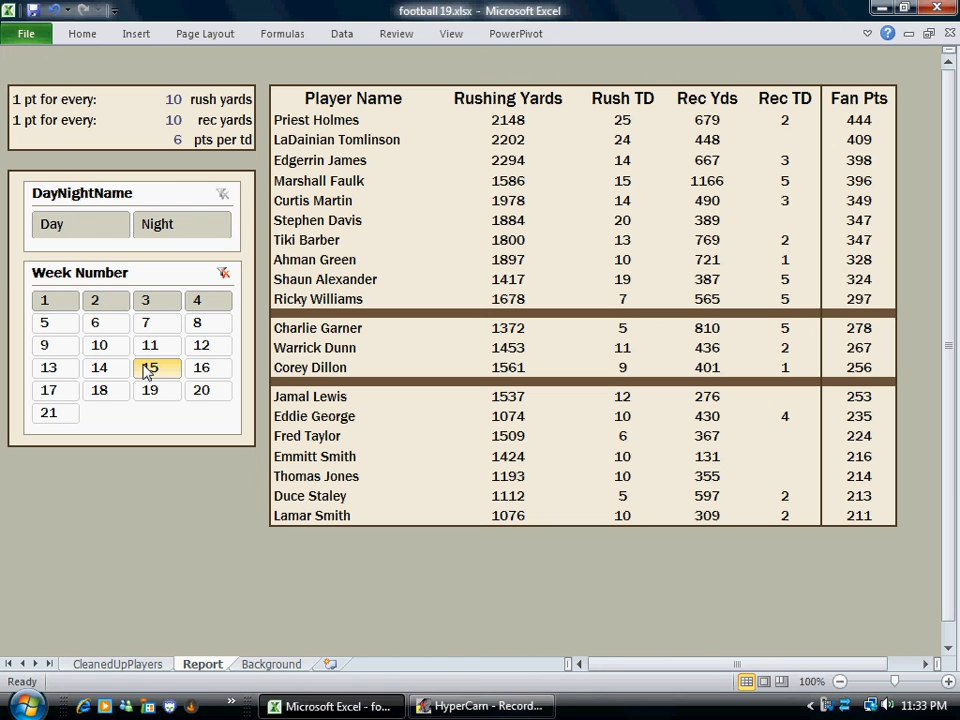 football 19.xlsx - Microsoft Excel
File Home Insert Page Layout Formulas Data Review View PowerPivot
1 pt for every: 10 rush yards
1 pt for every: 10 rec yards
6 pts per td
DayNightName
Day Night
Week Number
1 2 3 4
5 6 7 8
9 10 11 12
13 14 15 16
17 18 19 20
21
Player Name Rushing Yards Rush TD Rec Yds Rec TD Fan Pts
Priest Holmes 2148 25 679 2 444
LaDainian Tomlinson 2202 24 448 409
Edgerrin James 2294 14 667 3 398
Marshall Faulk 1586 15 1166 5 396
Curtis Martin 1978 14 490 3 349
Stephen Davis 1884 20 389 347
Tiki Barber 1800 13 769 2 347
Ahman Green 1897 10 721 1 328
Shaun Alexander 1417 19 387 5 324
Ricky Williams 1678 7 565 5 297
Charlie Garner 1372 5 810 5 278
Warrick Dunn 1453 11 436 2 267
Corey Dillon 1561 9 401 1 256
Jamal Lewis 1537 12 276 253
Eddie George 1074 10 430 4 235
Fred Taylor 1509 6 367 224
Emmitt Smith 1424 10 131 216
Thomas Jones 1193 10 355 214
Duce Staley 1112 5 597 2 213
Lamar Smith 1076 10 309 2 211
CleanedUpPlayers Report Background
Ready 100%
Microsoft Excel - fo... HyperCam - Record... 11:33 PM